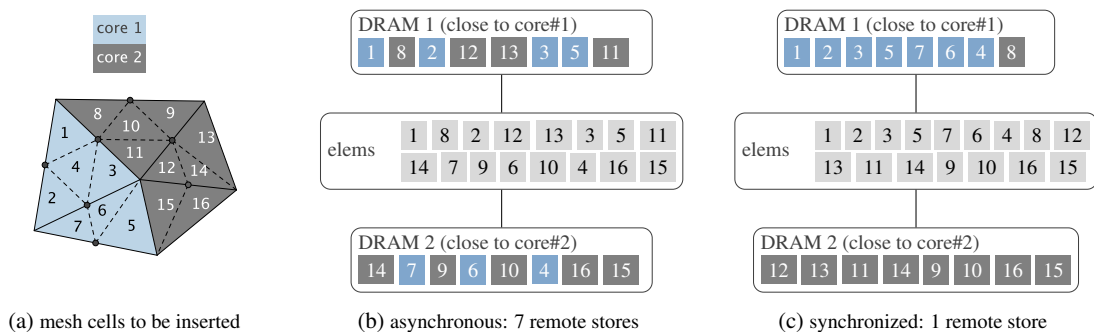 core 1
core 2
8
9
1
10
13
11
4
3
12
14
2
6
15
16
7
5
(a) mesh cells to be inserted
DRAM 1 (close to core#1)
1 8 2 12 13 3 5 11
elems
1 8 2 12 13 3 5 11
14 7 9 6 10 4 16 15
DRAM 2 (close to core#2)
14 7 9 6 10 4 16 15
(b) asynchronous: 7 remote stores
DRAM 1 (close to core#1)
1 2 3 5 7 6 4 8
elems
1 2 3 5 7 6 4 8 12
13 11 14 9 10 16 15
DRAM 2 (close to core#2)
12 13 11 14 9 10 16 15
(c) synchronized: 1 remote store